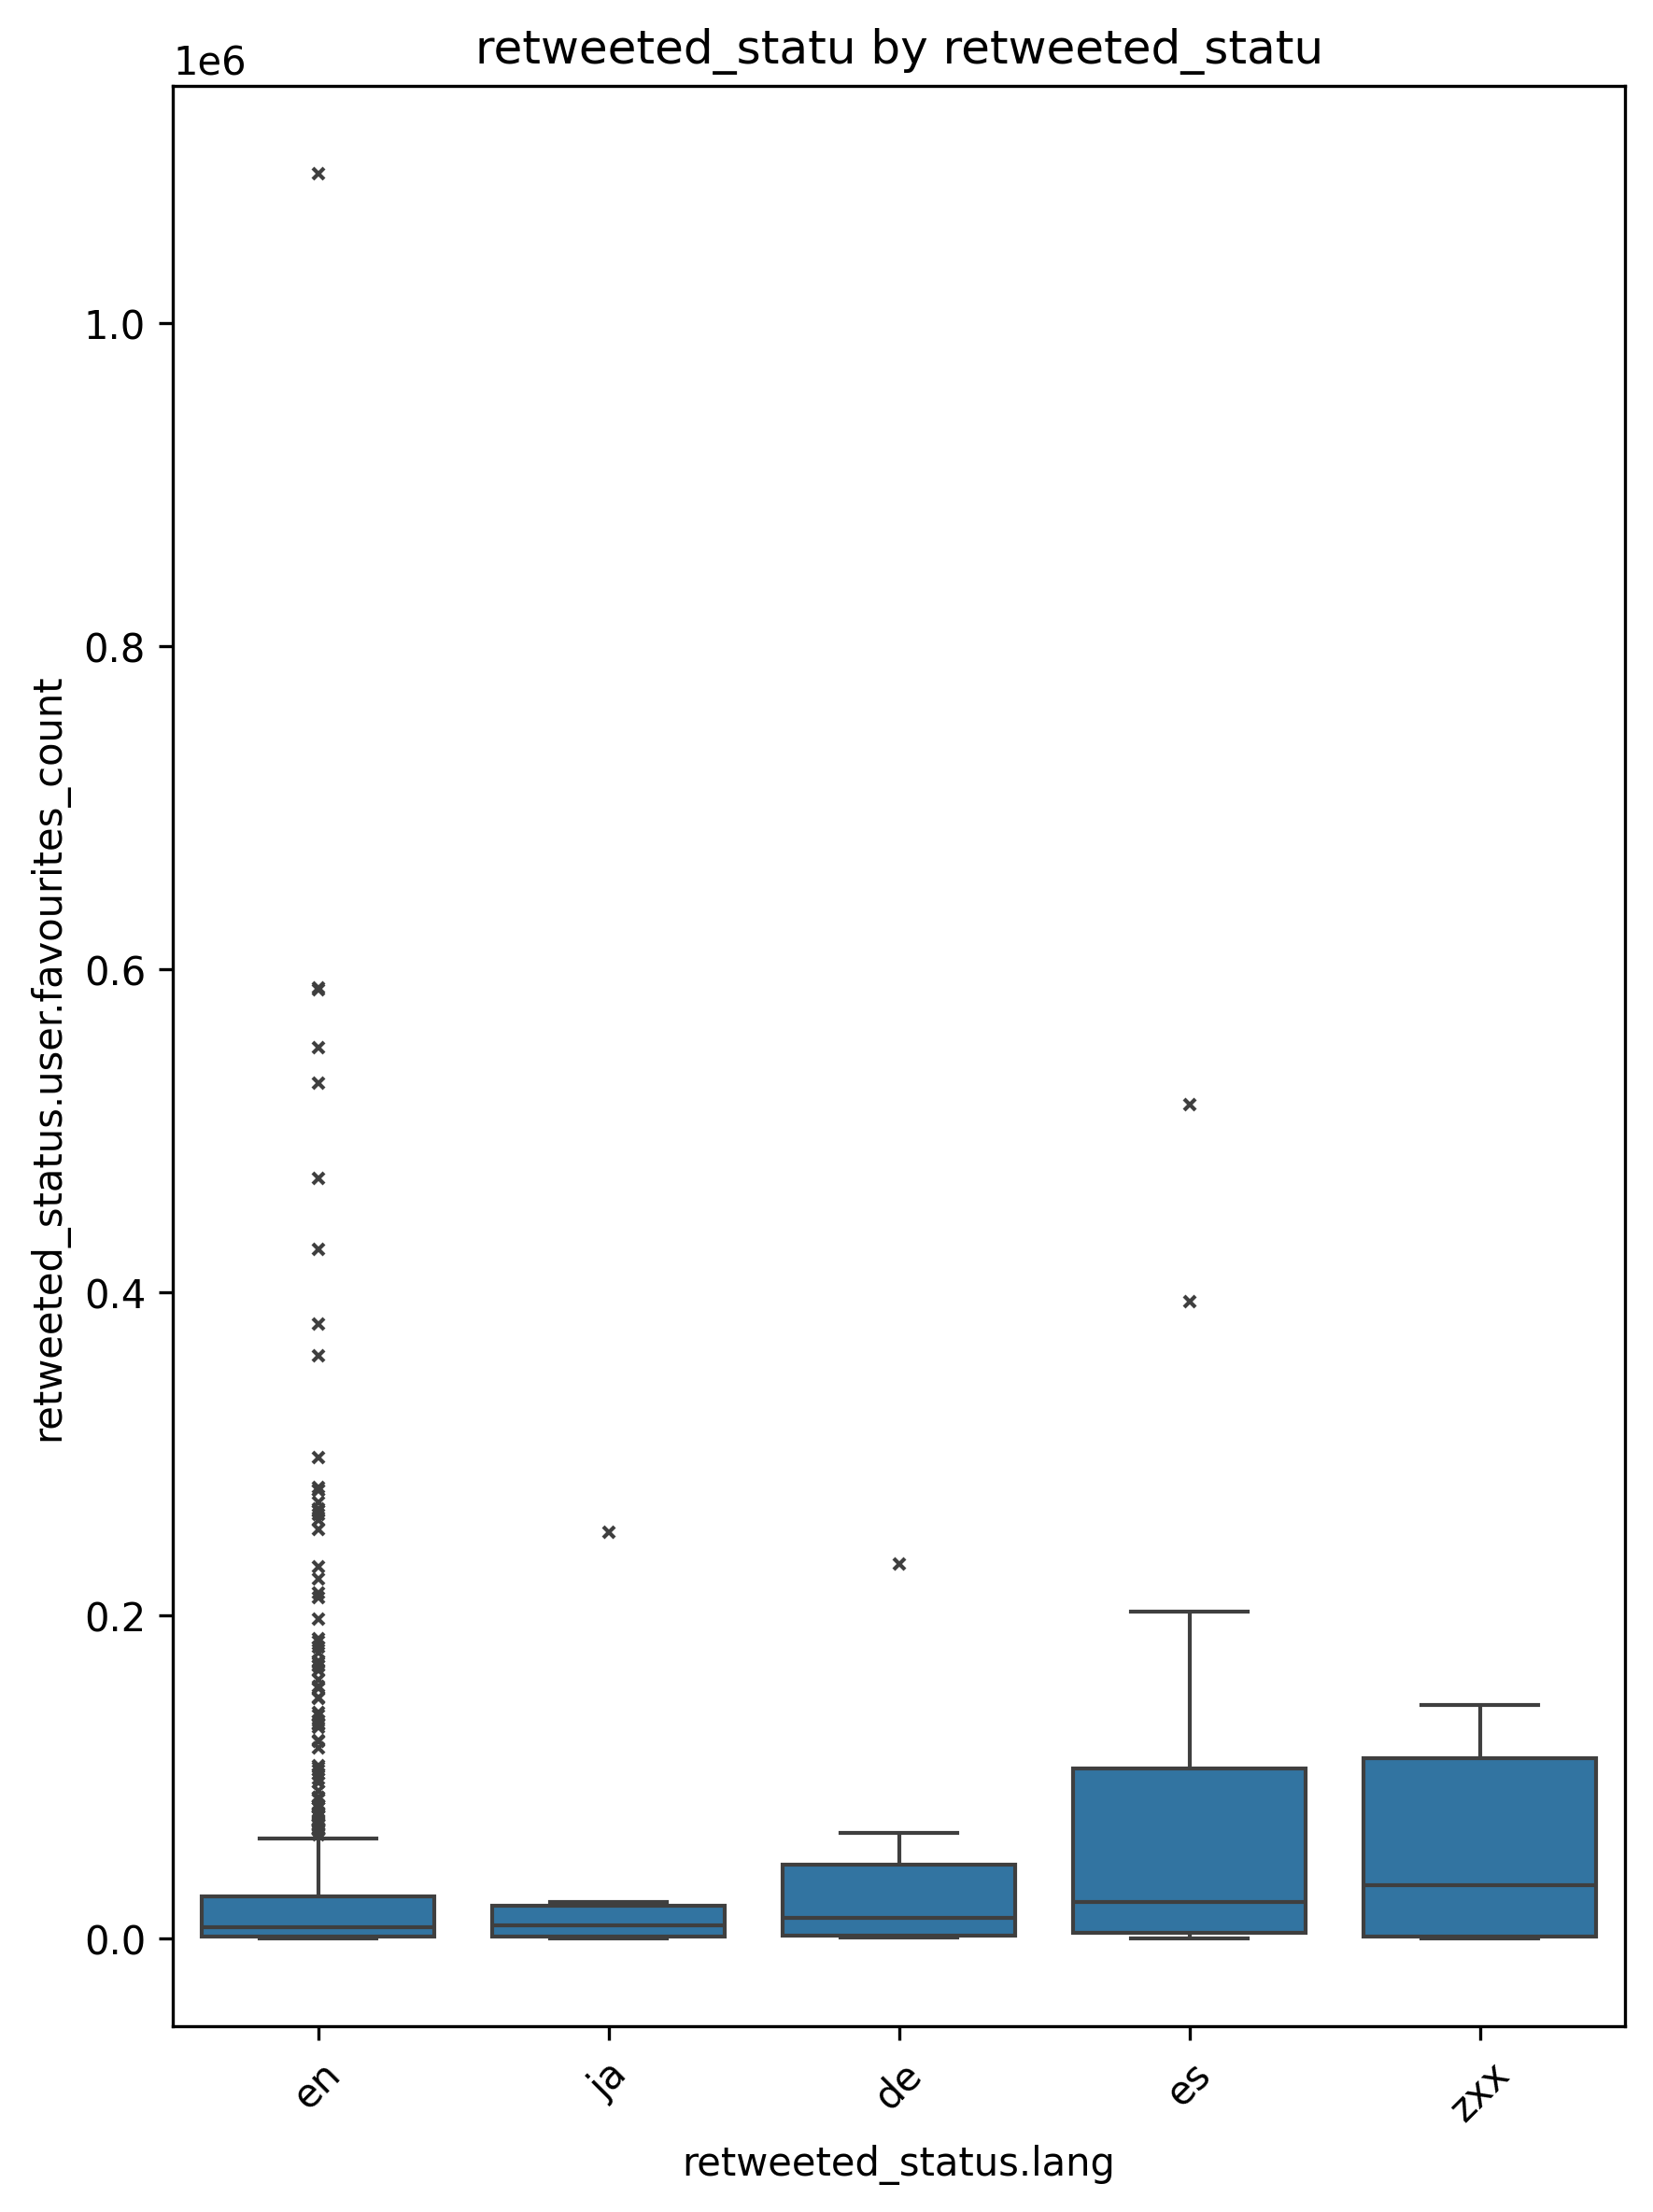 retweeted_statu by retweeted_statu
1e6
1.0
0.8
0.6
0.4
0.2
0.0
retweeted_status.user.favourites_count
en
ja
de
es
zxx
retweeted_status.lang